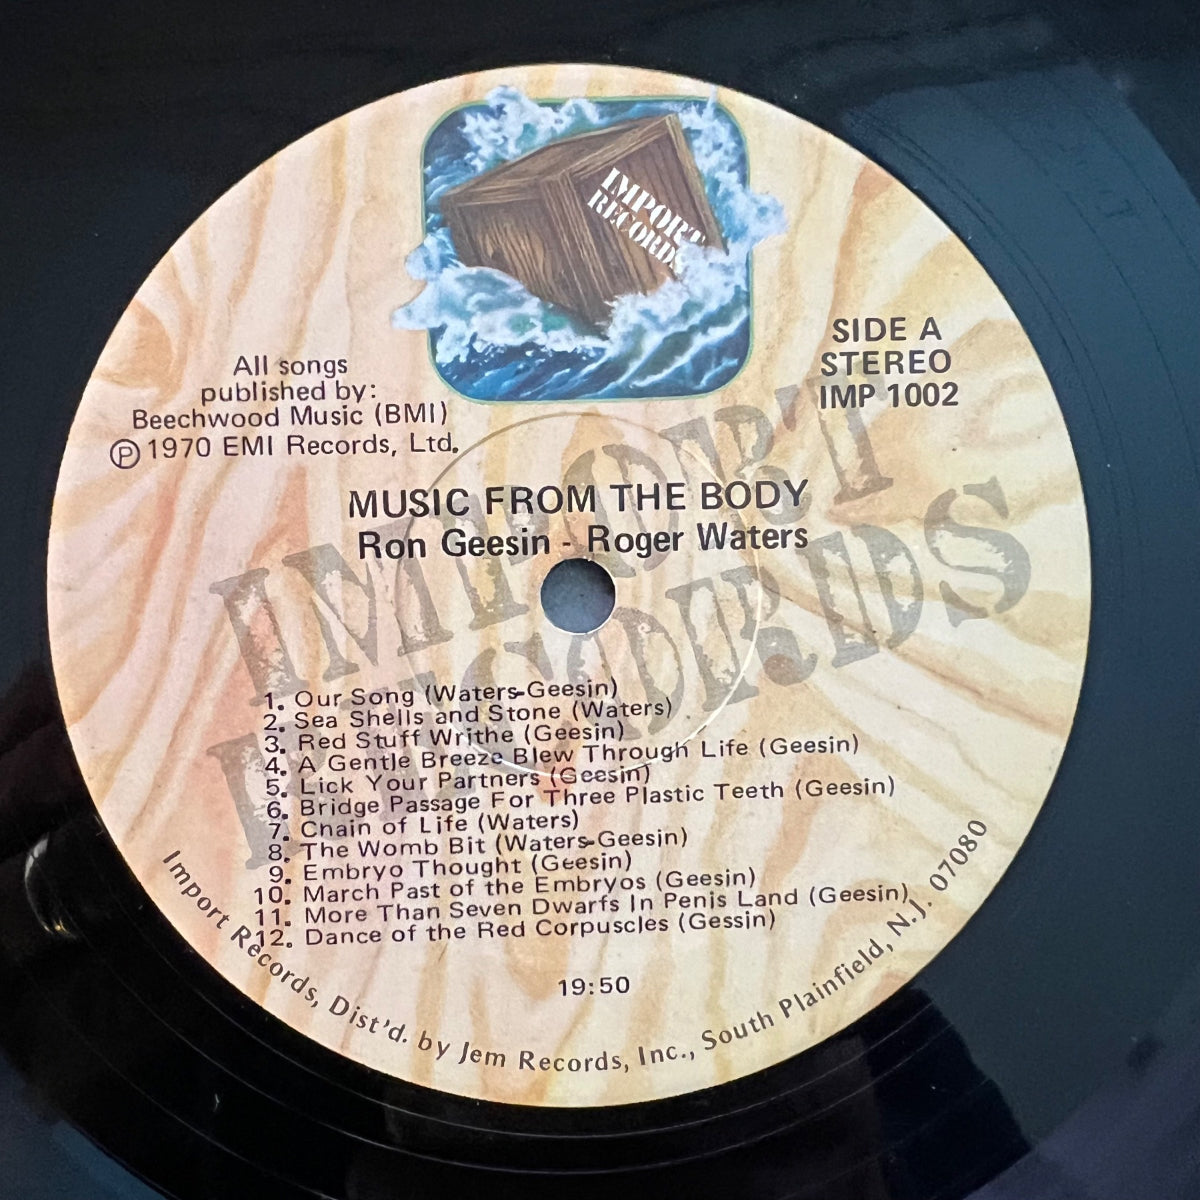 IMPORT
RECORDS
SIDE A
STEREO
IMP 1002
All songs
published by:
Beechwood Music (BMI)
Ⓟ 1970 EMI Records, Ltd.
IMPORT
RECORDS
MUSIC FROM THE BODY
Ron Geesin - Roger Waters
1. Our Song (Waters-Geesin)
2. Sea Shells and Stone (Waters)
3. Red Stuff Writhe (Geesin)
4. A Gentle Breeze Blew Through Life (Geesin)
5. Lick Your Partners (Geesin)
6. Bridge Passage For Three Plastic Teeth (Geesin)
7. Chain of Life (Waters)
8. The Womb Bit (Waters-Geesin)
9. Embryo Thought (Geesin)
10. March Past of the Embryos (Geesin)
11. More Than Seven Dwarfs In Penis Land (Geesin)
12. Dance of the Red Corpuscles (Gessin)
19:50
Import Records, Dist'd. by Jem Records, Inc., South Plainfield, N.J. 07080